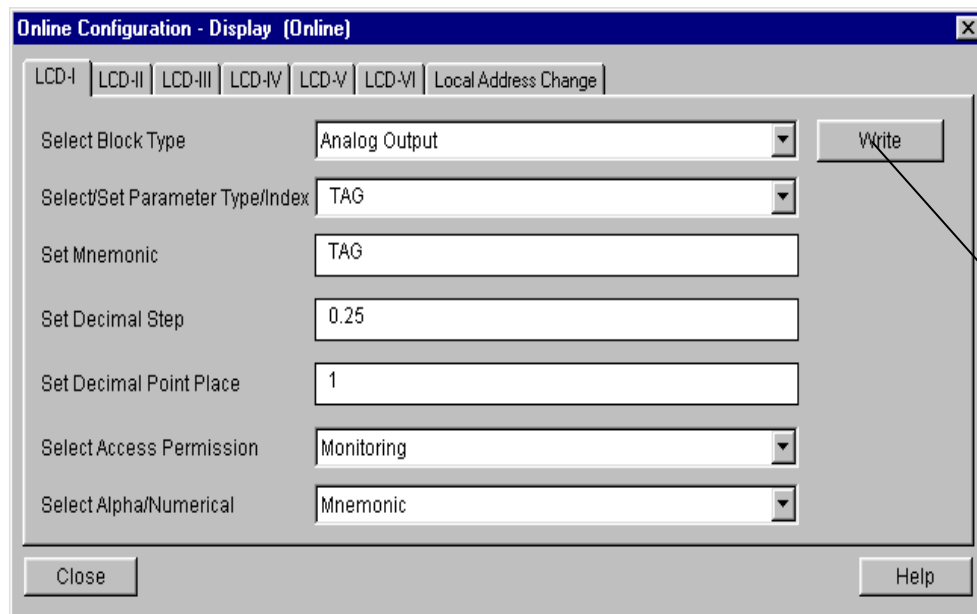 Online Configuration - Display (Online)
LCD-I LCD-II LCD-III LCD-IV LCD-V LCD-VI Local Address Change
Select Block Type Analog Output Write
Select/Set Parameter Type/Index TAG
Set Mnemonic TAG
Set Decimal Step 0.25
Set Decimal Point Place 1
Select Access Permission Monitoring
Select Alpha/Numerical Mnemonic
Close Help